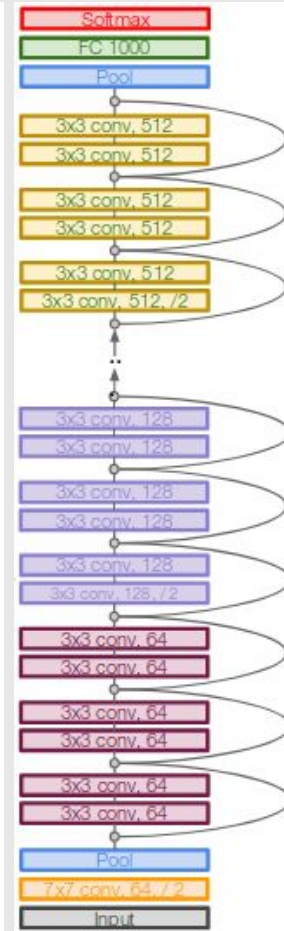 Softmax
FC 1000
Pool
3x3 conv, 512
3x3 conv, 512
3x3 conv, 512
3x3 conv, 512
3x3 conv, 512
3x3 conv, 512, /2
..
3x3 conv, 128
3x3 conv, 128
3x3 conv, 128
3x3 conv, 128
3x3 conv, 128
3x3 conv, 128, / 2
3x3 conv, 64
3x3 conv, 64
3x3 conv, 64
3x3 conv, 64
3x3 conv, 64
3x3 conv, 64
Pool
7x7 conv, 64, / 2
Input